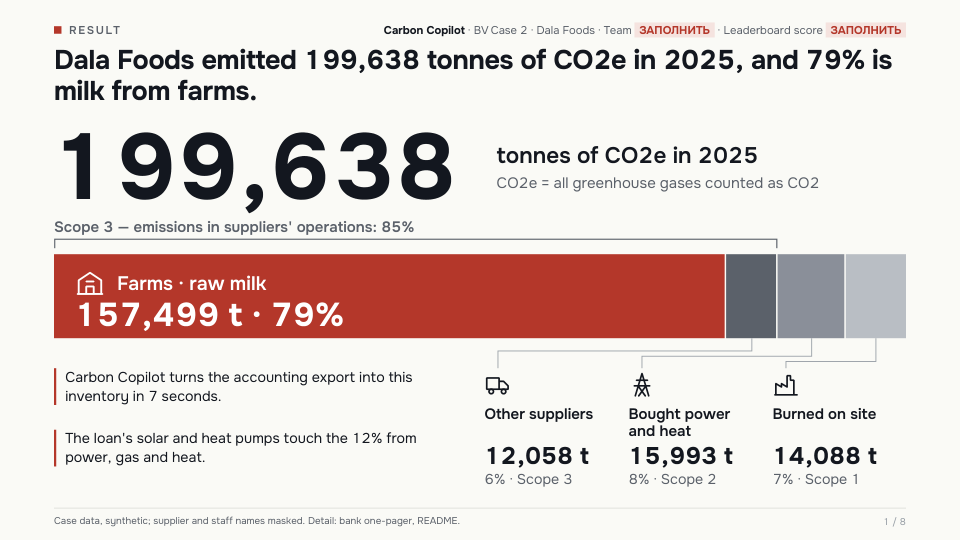 RESULT
Carbon Copilot · BV Case 2 · Dala Foods · Team ЗАПОЛНИТЬ · Leaderboard score ЗАПОЛНИТЬ
Dala Foods emitted 199,638 tonnes of CO2e in 2025, and 79% is
milk from farms.
199,638
tonnes of CO2e in 2025
CO2e = all greenhouse gases counted as CO2
Scope 3 — emissions in suppliers' operations: 85%
Farms · raw milk
157,499 t · 79%
Carbon Copilot turns the accounting export into this
inventory in 7 seconds.
The loan's solar and heat pumps touch the 12% from
power, gas and heat.
Other suppliers
12,058 t
6% · Scope 3
Bought power
and heat
15,993 t
8% · Scope 2
Burned on site
14,088 t
7% · Scope 1
Case data, synthetic; supplier and staff names masked. Detail: bank one-pager, README.
1 / 8